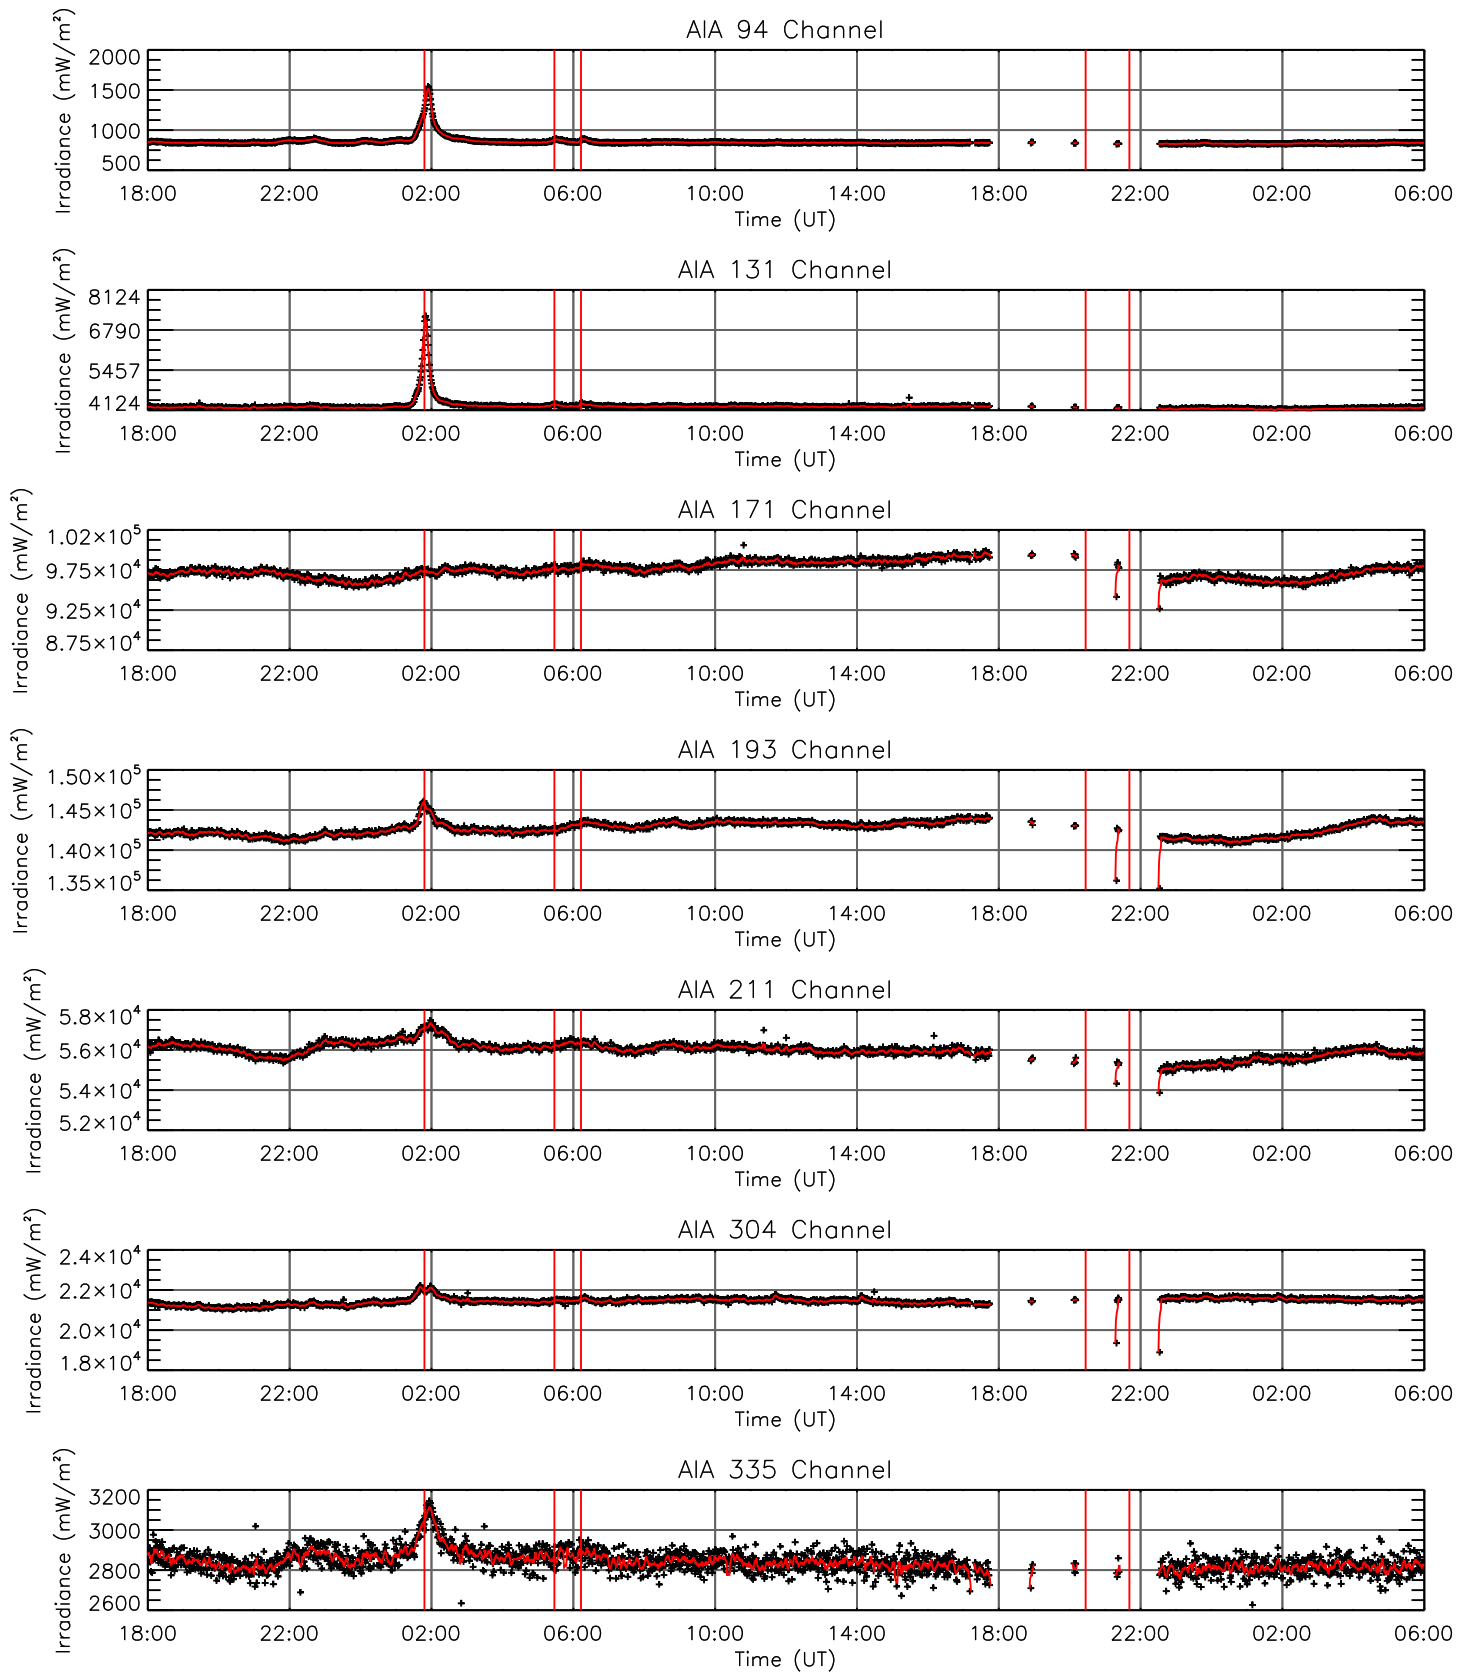 AIA 94 Channel
Irradiance (mW/m²)
2000
1500
1000
500
18:00 22:00 02:00 06:00 10:00 14:00 18:00 22:00 02:00 06:00
Time (UT)
AIA 131 Channel
Irradiance (mW/m²)
8124
6790
5457
4124
18:00 22:00 02:00 06:00 10:00 14:00 18:00 22:00 02:00 06:00
Time (UT)
AIA 171 Channel
Irradiance (mW/m²)
1.02×10⁵
9.75×10⁴
9.25×10⁴
8.75×10⁴
18:00 22:00 02:00 06:00 10:00 14:00 18:00 22:00 02:00 06:00
Time (UT)
AIA 193 Channel
Irradiance (mW/m²)
1.50×10⁵
1.45×10⁵
1.40×10⁵
1.35×10⁵
18:00 22:00 02:00 06:00 10:00 14:00 18:00 22:00 02:00 06:00
Time (UT)
AIA 211 Channel
Irradiance (mW/m²)
5.8×10⁴
5.6×10⁴
5.4×10⁴
5.2×10⁴
18:00 22:00 02:00 06:00 10:00 14:00 18:00 22:00 02:00 06:00
Time (UT)
AIA 304 Channel
Irradiance (mW/m²)
2.4×10⁴
2.2×10⁴
2.0×10⁴
1.8×10⁴
18:00 22:00 02:00 06:00 10:00 14:00 18:00 22:00 02:00 06:00
Time (UT)
AIA 335 Channel
Irradiance (mW/m²)
3200
3000
2800
2600
18:00 22:00 02:00 06:00 10:00 14:00 18:00 22:00 02:00 06:00
Time (UT)